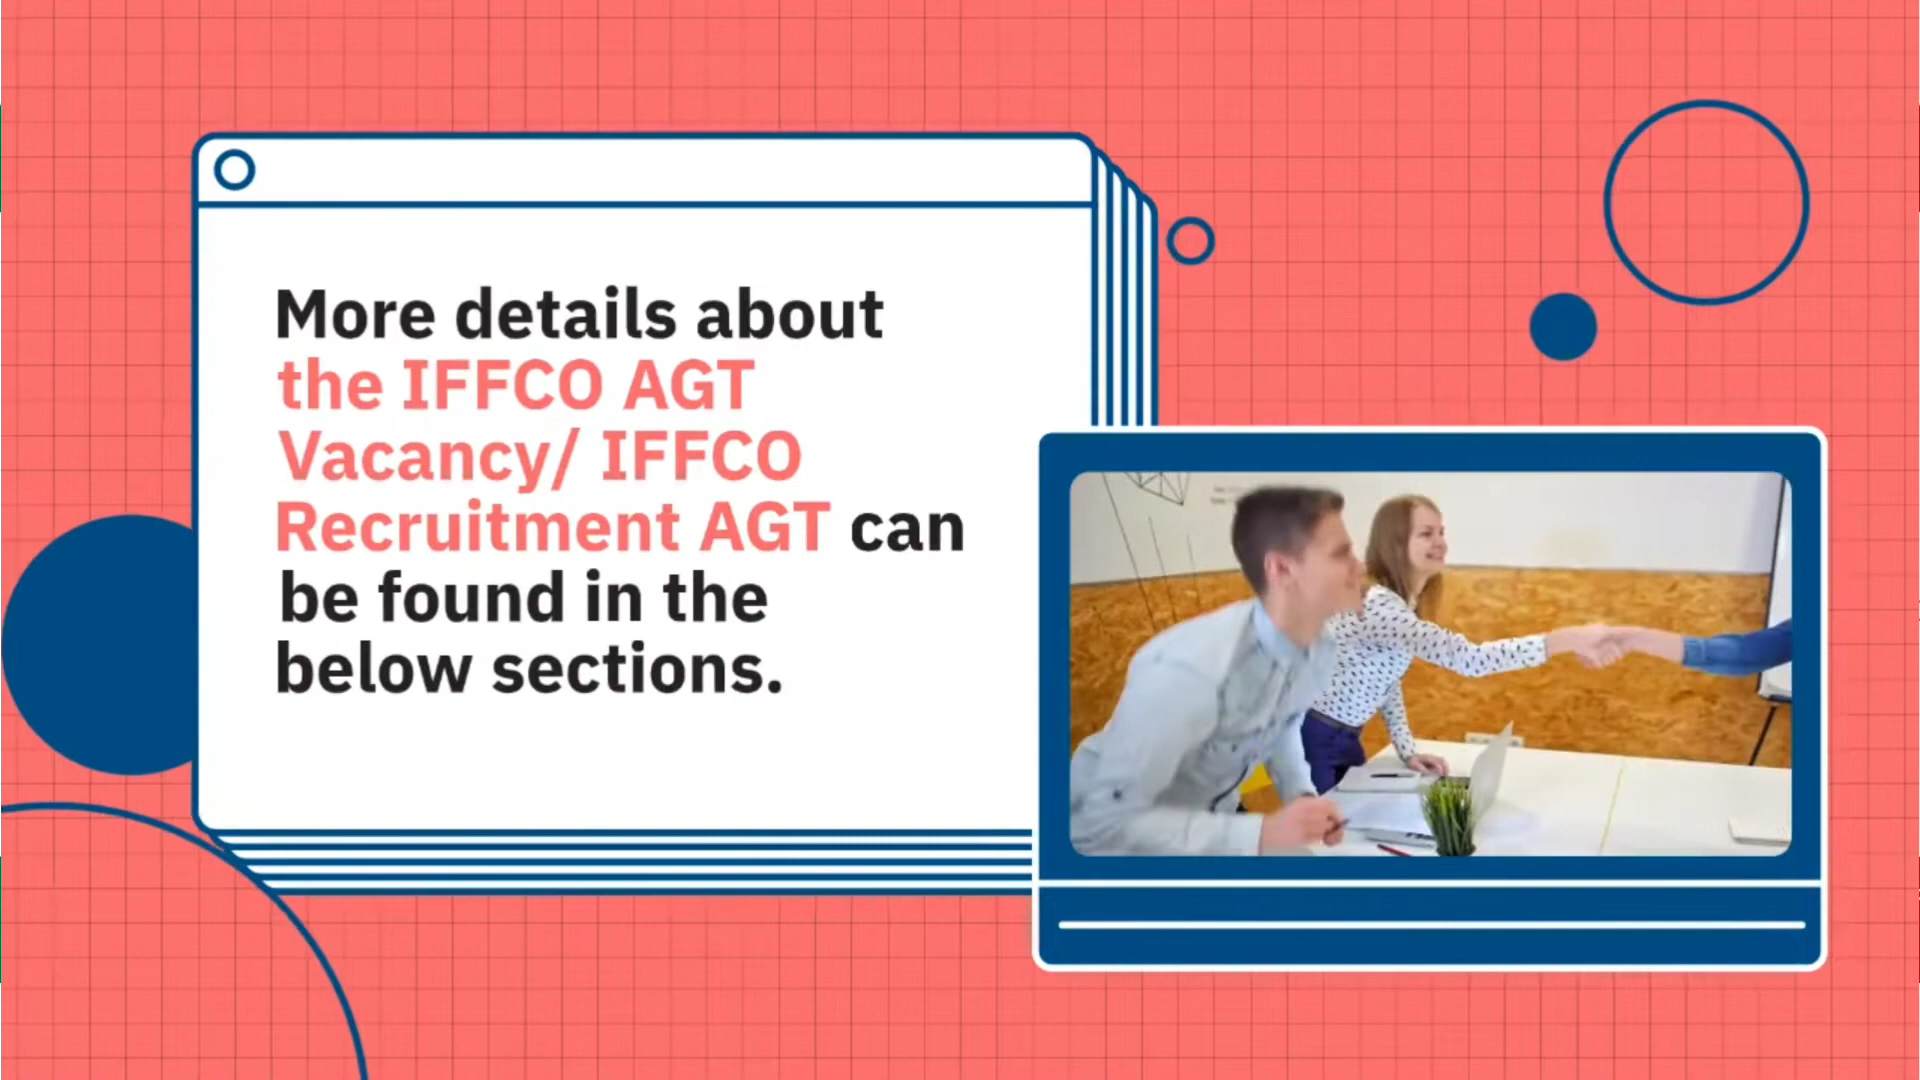 More details about
the IFFCO AGT
Vacancy/ IFFCO
Recruitment AGT can
be found in the
below sections.